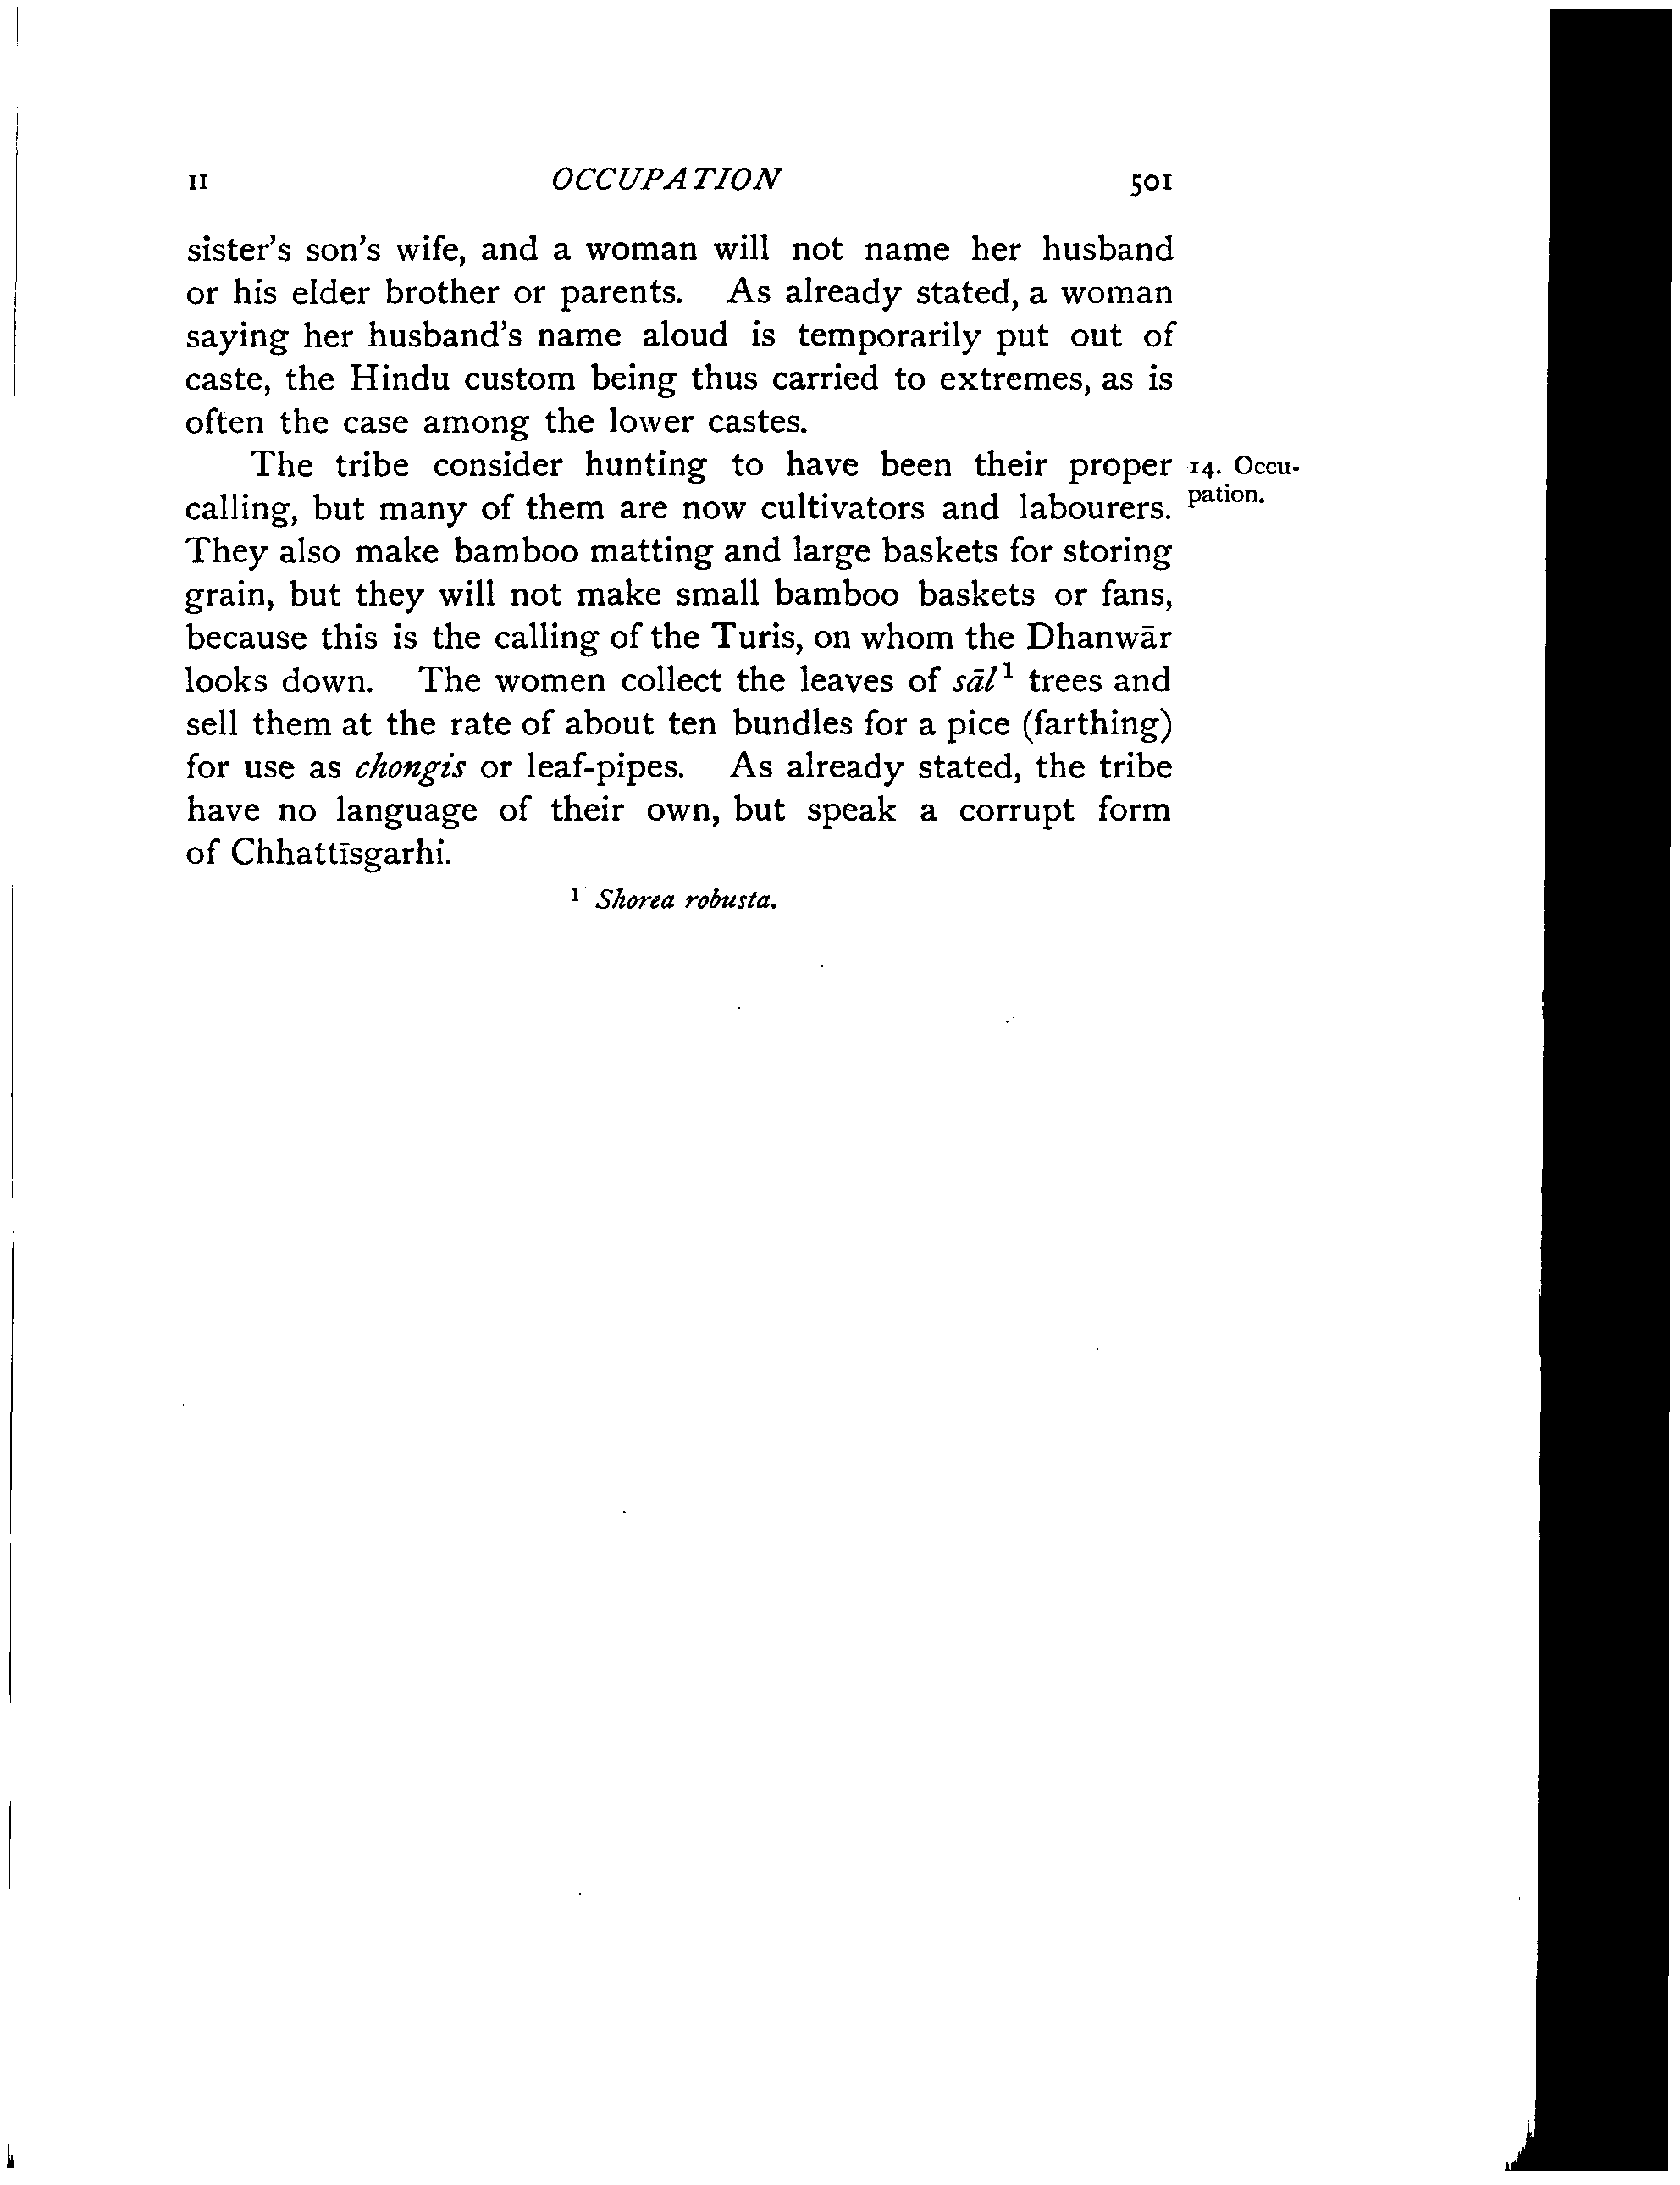 II OCCUPATION 501
sister's son's wife, and a woman will not name her husband
or his elder brother or parents. As already stated, a woman
saying her husband's name aloud is temporarily put out of
caste, the Hindu custom being thus carried to extremes, as is
often the case among the lower castes.
The tribe consider hunting to have been their proper
calling, but many of them are now cultivators and labourers.
They also make bamboo matting and large baskets for storing
grain, but they will not make small bamboo baskets or fans,
because this is the calling of the Turis, on whom the Dhanwār
looks down. The women collect the leaves of sāl¹ trees and
sell them at the rate of about ten bundles for a pice (farthing)
for use as chongis or leaf-pipes. As already stated, the tribe
have no language of their own, but speak a corrupt form
of Chhattīsgarhi.
14. Occu-
pation.
¹ Shorea robusta.